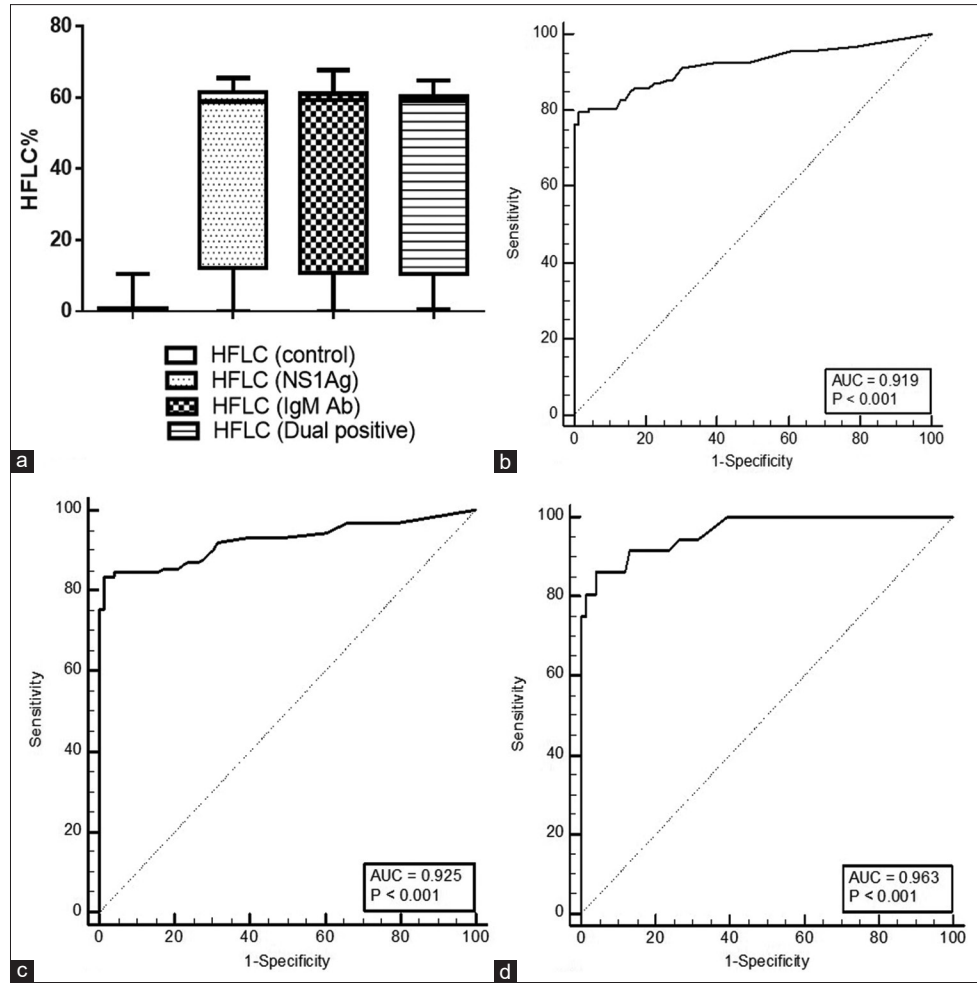 80
60
40
20
0
HFLC%
HFLC (control)
HFLC (NS1Ag)
HFLC (IgM Ab)
HFLC (Dual positive)
a
100
80
60
40
20
0
Sensitivity
AUC = 0.919
P < 0.001
0 20 40 60 80 100
1-Specificity
b
100
80
60
40
20
0
Sensitivity
AUC = 0.925
P < 0.001
0 20 40 60 80 100
1-Specificity
c
100
80
60
40
20
0
Sensitivity
AUC = 0.963
P < 0.001
0 20 40 60 80 100
1-Specificity
d